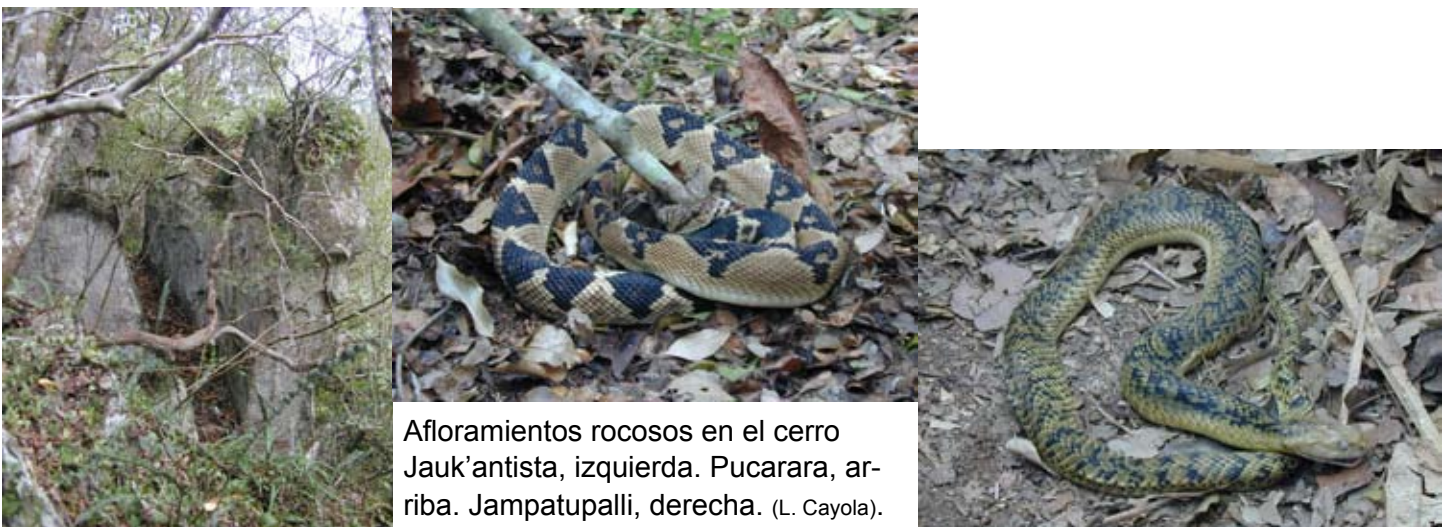 Afloramientos rocosos en el cerro
Jauk’antista, izquierda. Pucarara, ar-
riba. Jampatupalli, derecha. (L. Cayola).